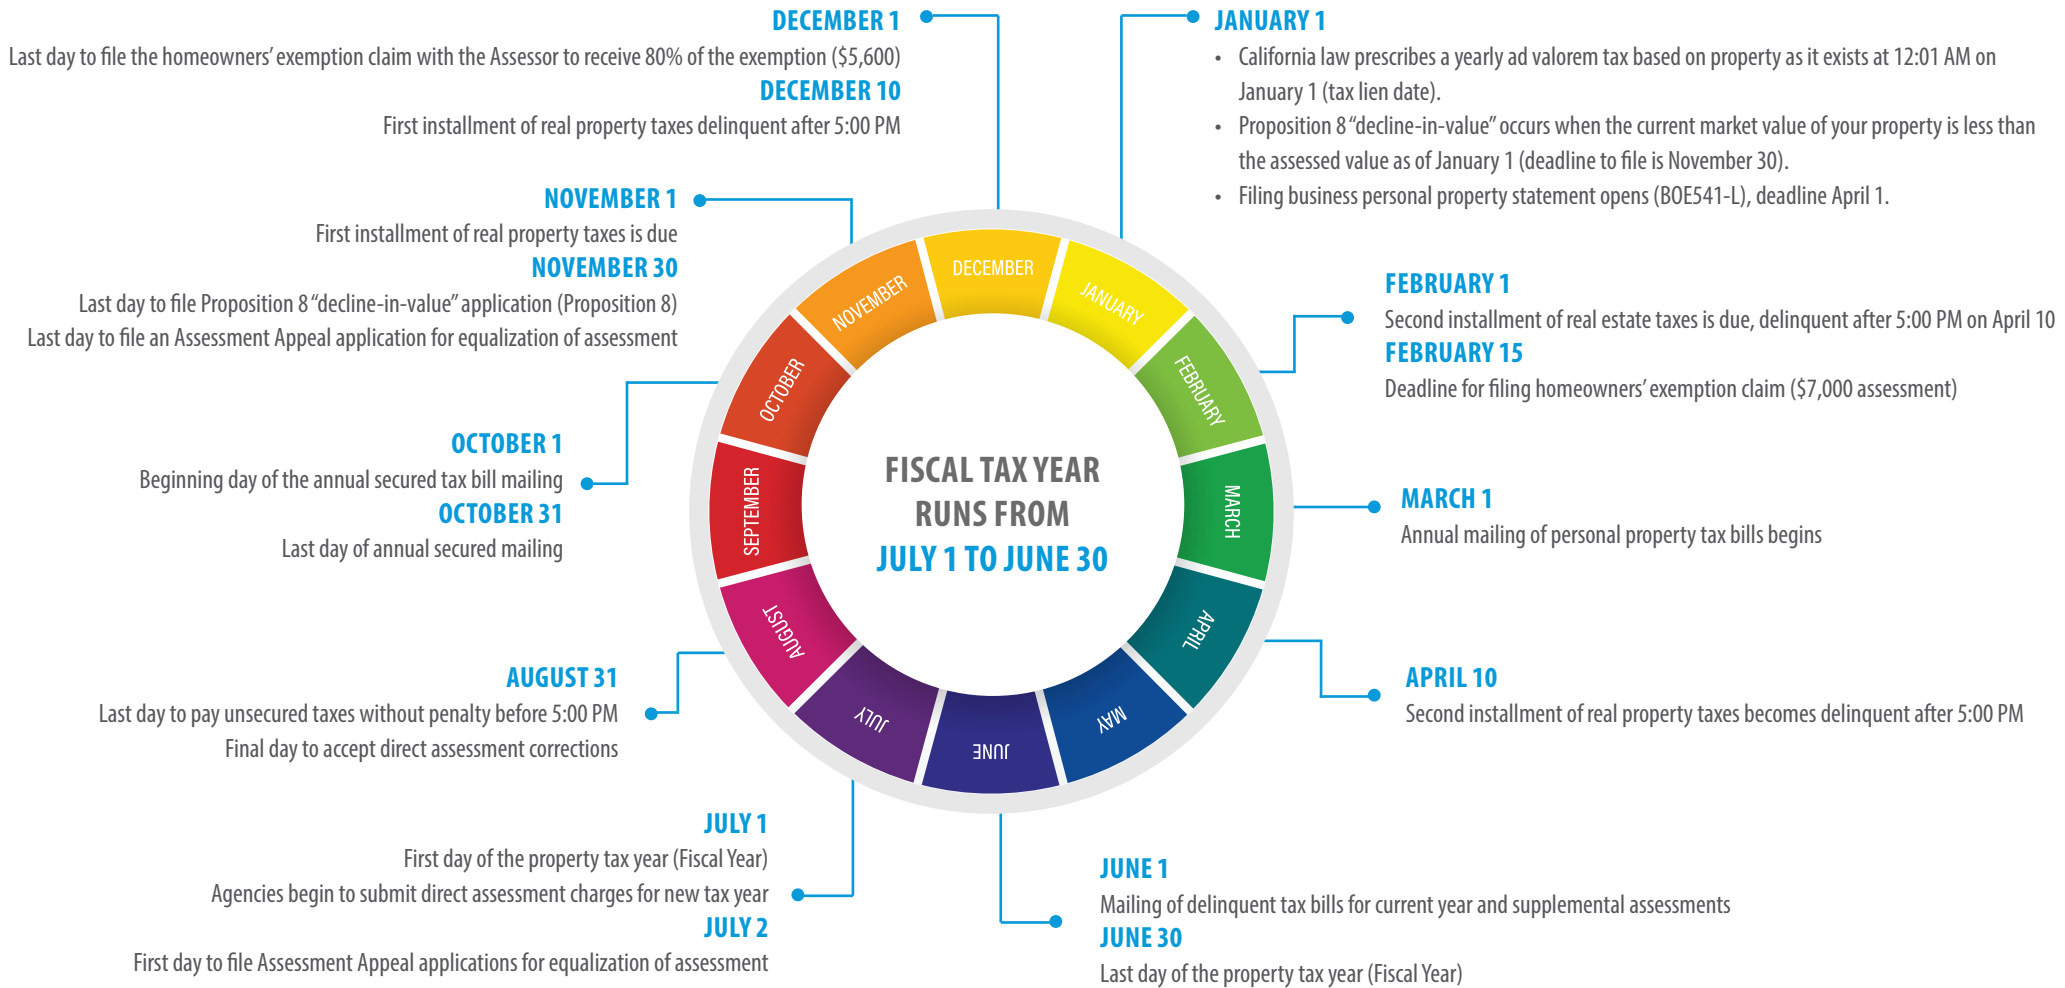 DECEMBER 1
Last day to file the homeowners’ exemption claim with the Assessor to receive 80% of the exemption ($5,600)
DECEMBER 10
First installment of real property taxes delinquent after 5:00 PM
JANUARY 1
• California law prescribes a yearly ad valorem tax based on property as it exists at 12:01 AM on
January 1 (tax lien date).
• Proposition 8 “decline-in-value” occurs when the current market value of your property is less than
the assessed value as of January 1 (deadline to file is November 30).
• Filing business personal property statement opens (BOE541-L), deadline April 1.
NOVEMBER 1
First installment of real property taxes is due
NOVEMBER 30
Last day to file Proposition 8 “decline-in-value” application (Proposition 8)
Last day to file an Assessment Appeal application for equalization of assessment
FEBRUARY 1
Second installment of real estate taxes is due, delinquent after 5:00 PM on April 10
FEBRUARY 15
Deadline for filing homeowners’ exemption claim ($7,000 assessment)
OCTOBER 1
Beginning day of the annual secured tax bill mailing
OCTOBER 31
Last day of annual secured mailing
MARCH 1
Annual mailing of personal property tax bills begins
AUGUST 31
Last day to pay unsecured taxes without penalty before 5:00 PM
Final day to accept direct assessment corrections
APRIL 10
Second installment of real property taxes becomes delinquent after 5:00 PM
JULY 1
First day of the property tax year (Fiscal Year)
Agencies begin to submit direct assessment charges for new tax year
JULY 2
First day to file Assessment Appeal applications for equalization of assessment
JUNE 1
Mailing of delinquent tax bills for current year and supplemental assessments
JUNE 30
Last day of the property tax year (Fiscal Year)
DECEMBER
JANUARY
FEBRUARY
MARCH
APRIL
MAY
JUNE
JULY
AUGUST
SEPTEMBER
OCTOBER
NOVEMBER
FISCAL TAX YEAR
RUNS FROM
JULY 1 TO JUNE 30